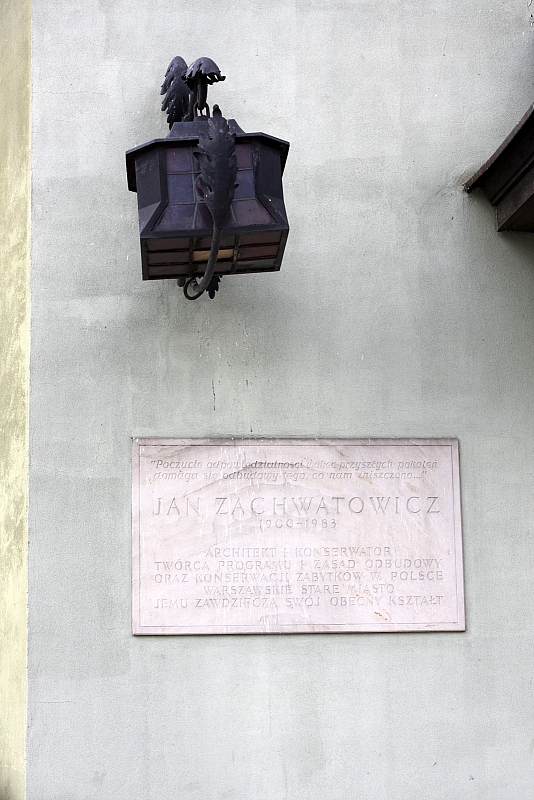 "Poczucie odpowiedzialności wobec przyszłych pokoleń
domaga się odbudowy tego, co nam zniszczono..."
JAN ZACHWATOWICZ
1900-1983
ARCHITEKT I KONSERWATOR
TWÓRCA PROGRAMU I ZASAD ODBUDOWY
ORAZ KONSERWACJI ZABYTKÓW W POLSCE
WARSZAWSKIE STARE MIASTO
JEMU ZAWDZIĘCZA SWÓJ OBECNY KSZTAŁT